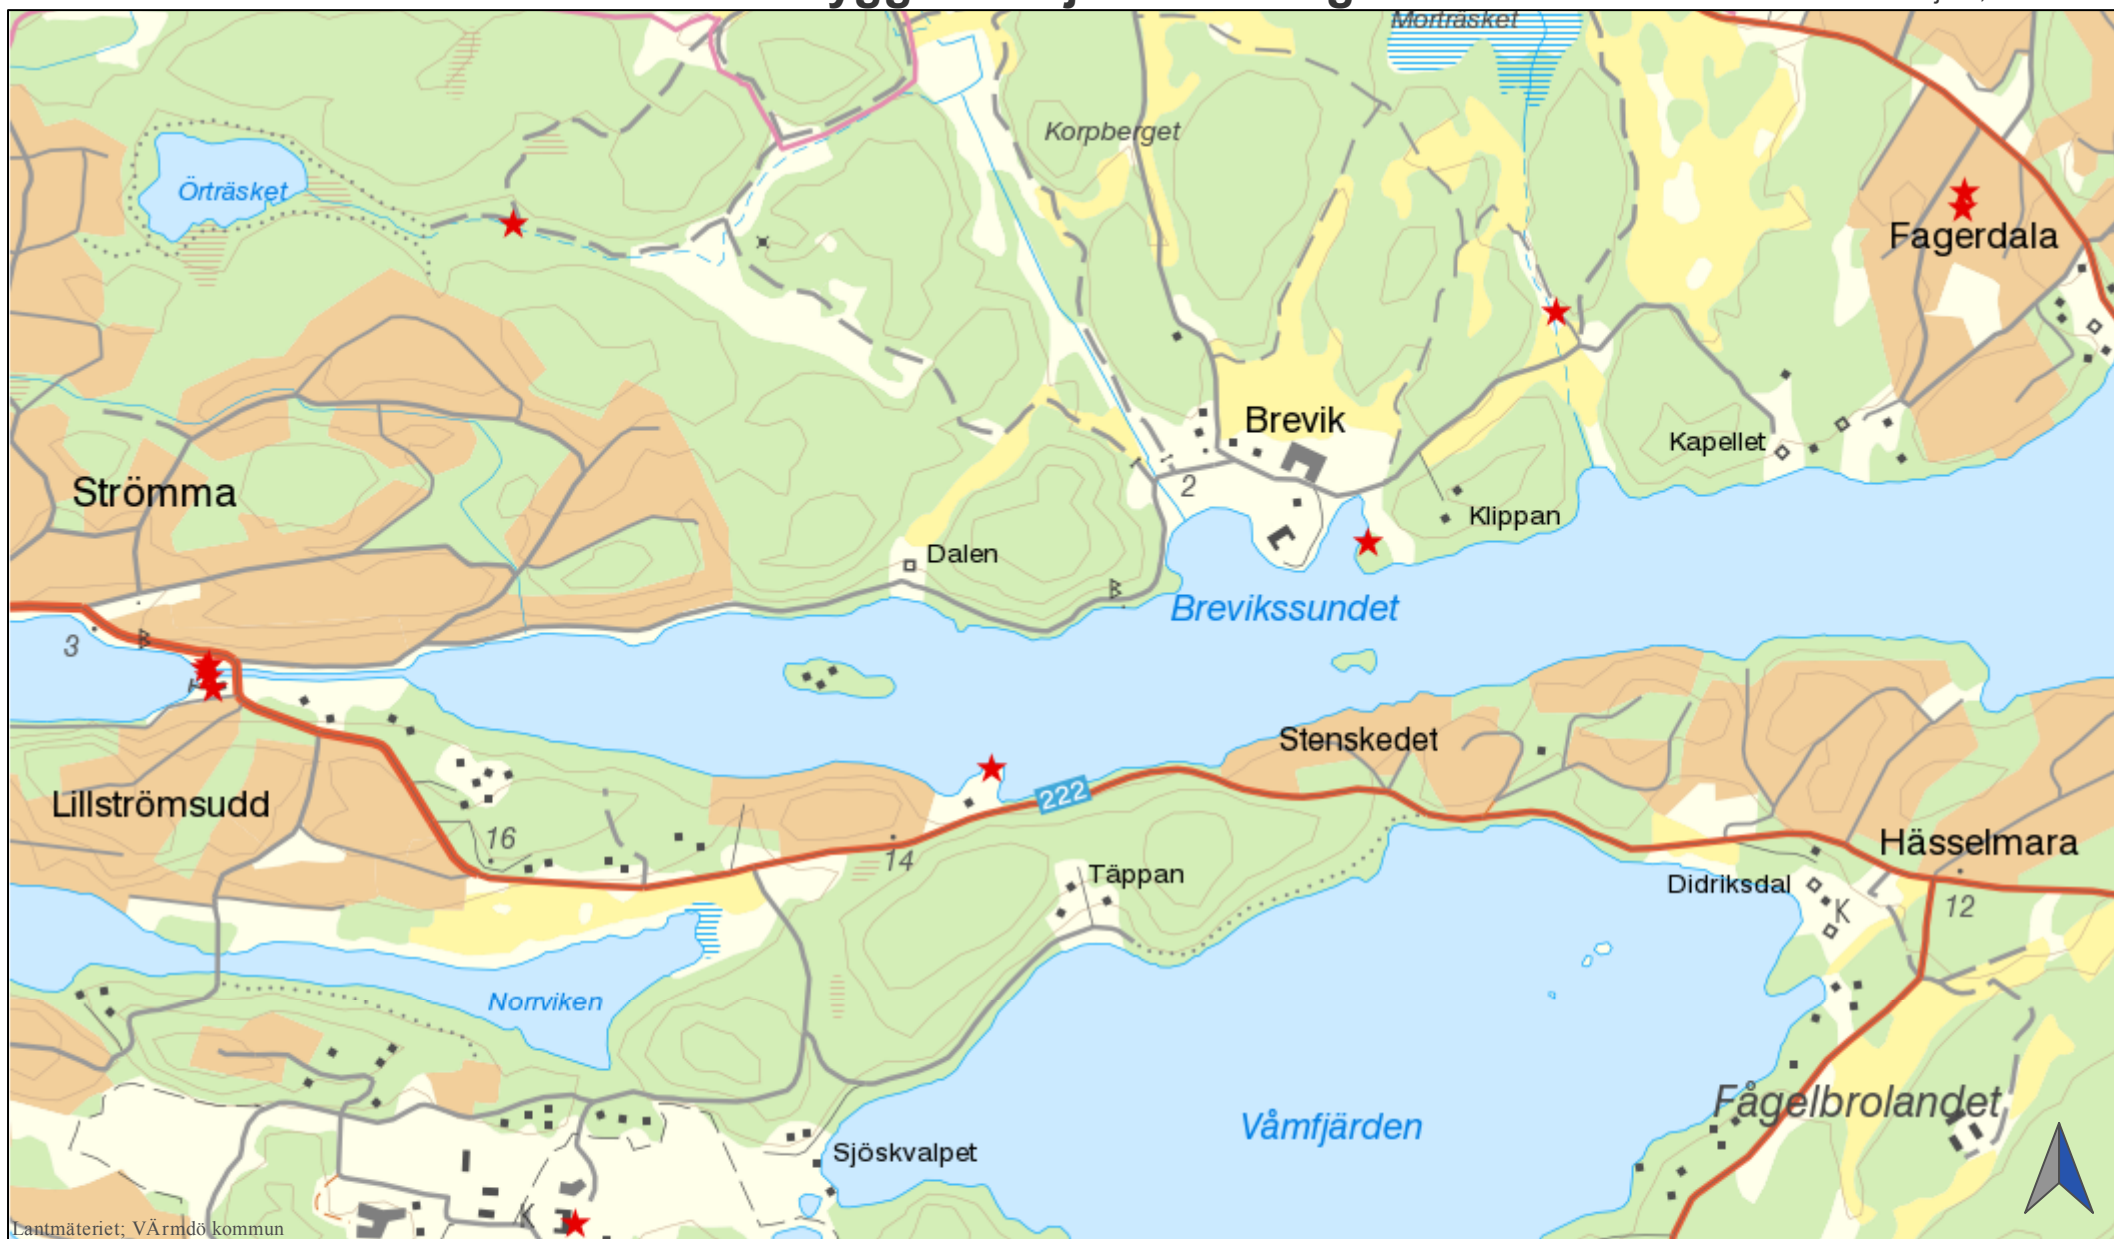 Morträsket
Korpberget
Örträsket
Fagerdala
Brevik
Kapellet
Strömma
2
Klippan
Dalen
B
Brevikssundet
3
B
Stenskedet
222
Lillströmsudd
16
14
Hässelmara
Täppan
Didriksdal
K
12
Norrviken
Fågelbrolandet
Våmfjärden
Sjöskvalpet
K
Lantmäteriet; VÄrmdö kommun